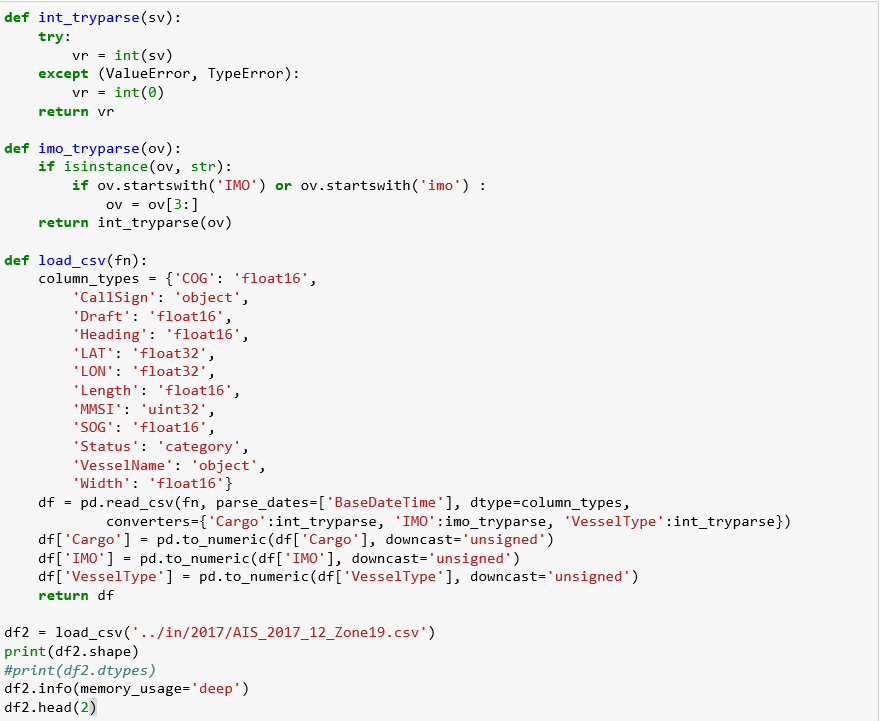 def int_tryparse(sv):
    try:
        vr = int(sv)
    except (ValueError, TypeError):
        vr = int(0)
    return vr

def imo_tryparse(ov):
    if isinstance(ov, str):
        if ov.startswith('IMO') or ov.startswith('imo') :
            ov = ov[3:]
    return int_tryparse(ov)

def load_csv(fn):
    column_types = {'COG': 'float16',
        'CallSign': 'object',
        'Draft': 'float16',
        'Heading': 'float16',
        'LAT': 'float32',
        'LON': 'float32',
        'Length': 'float16',
        'MMSI': 'uint32',
        'SOG': 'float16',
        'Status': 'category',
        'VesselName': 'object',
        'Width': 'float16'}
    df = pd.read_csv(fn, parse_dates=['BaseDateTime'], dtype=column_types,
            converters={'Cargo':int_tryparse, 'IMO':imo_tryparse, 'VesselType':int_tryparse})
    df['Cargo'] = pd.to_numeric(df['Cargo'], downcast='unsigned')
    df['IMO'] = pd.to_numeric(df['IMO'], downcast='unsigned')
    df['VesselType'] = pd.to_numeric(df['VesselType'], downcast='unsigned')
    return df

df2 = load_csv('../in/2017/AIS_2017_12_Zone19.csv')
print(df2.shape)
#print(df2.dtypes)
df2.info(memory_usage='deep')
df2.head(2)